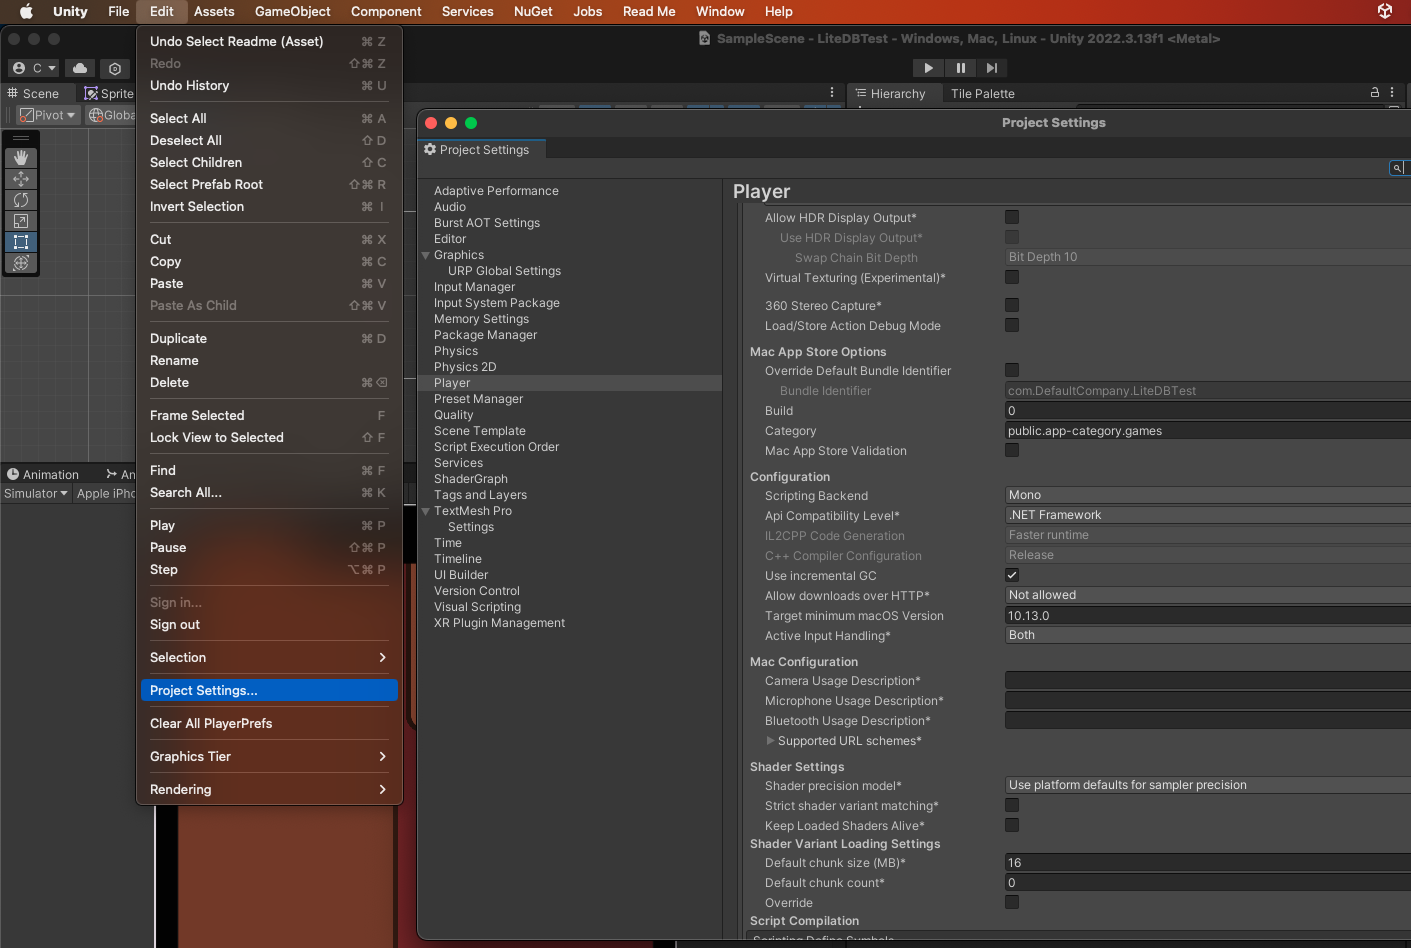 Unity File Edit Assets GameObject Component Services NuGet Jobs Read Me Window Help
SampleScene - LiteDBTest - Windows, Mac, Linux - Unity 2022.3.13f1 <Metal>
C
Scene
Sprite
Hierarchy
Tile Palette
Pivot
Globa
Undo Select Readme (Asset) ⌘ Z
Redo ⇧⌘ Z
Undo History ⌘ U
Select All ⌘ A
Deselect All ⇧ D
Select Children ⇧ C
Select Prefab Root ⇧⌘ R
Invert Selection ⌘ I
Cut ⌘ X
Copy ⌘ C
Paste ⌘ V
Paste As Child ⇧⌘ V
Duplicate ⌘ D
Rename
Delete ⌘⌫
Frame Selected F
Lock View to Selected ⇧ F
Find ⌘ F
Search All... ⌘ K
Play ⌘ P
Pause ⇧⌘ P
Step ⌥⌘ P
Sign in...
Sign out
Selection
Project Settings...
Clear All PlayerPrefs
Graphics Tier
Rendering
Animation
An
Simulator
Apple iPho
Project Settings
Project Settings
Adaptive Performance
Audio
Burst AOT Settings
Editor
Graphics
URP Global Settings
Input Manager
Input System Package
Memory Settings
Package Manager
Physics
Physics 2D
Player
Preset Manager
Quality
Scene Template
Script Execution Order
Services
ShaderGraph
Tags and Layers
TextMesh Pro
Settings
Time
Timeline
UI Builder
Version Control
Visual Scripting
XR Plugin Management
Player
Allow HDR Display Output*
Use HDR Display Output*
Swap Chain Bit Depth Bit Depth 10
Virtual Texturing (Experimental)*
360 Stereo Capture*
Load/Store Action Debug Mode
Mac App Store Options
Override Default Bundle Identifier
Bundle Identifier com.DefaultCompany.LiteDBTest
Build 0
Category public.app-category.games
Mac App Store Validation
Configuration
Scripting Backend Mono
Api Compatibility Level* .NET Framework
IL2CPP Code Generation Faster runtime
C++ Compiler Configuration Release
Use incremental GC
Allow downloads over HTTP* Not allowed
Target minimum macOS Version 10.13.0
Active Input Handling* Both
Mac Configuration
Camera Usage Description*
Microphone Usage Description*
Bluetooth Usage Description*
Supported URL schemes*
Shader Settings
Shader precision model* Use platform defaults for sampler precision
Strict shader variant matching*
Keep Loaded Shaders Alive*
Shader Variant Loading Settings
Default chunk size (MB)* 16
Default chunk count* 0
Override
Script Compilation
Scripting Define Symbols